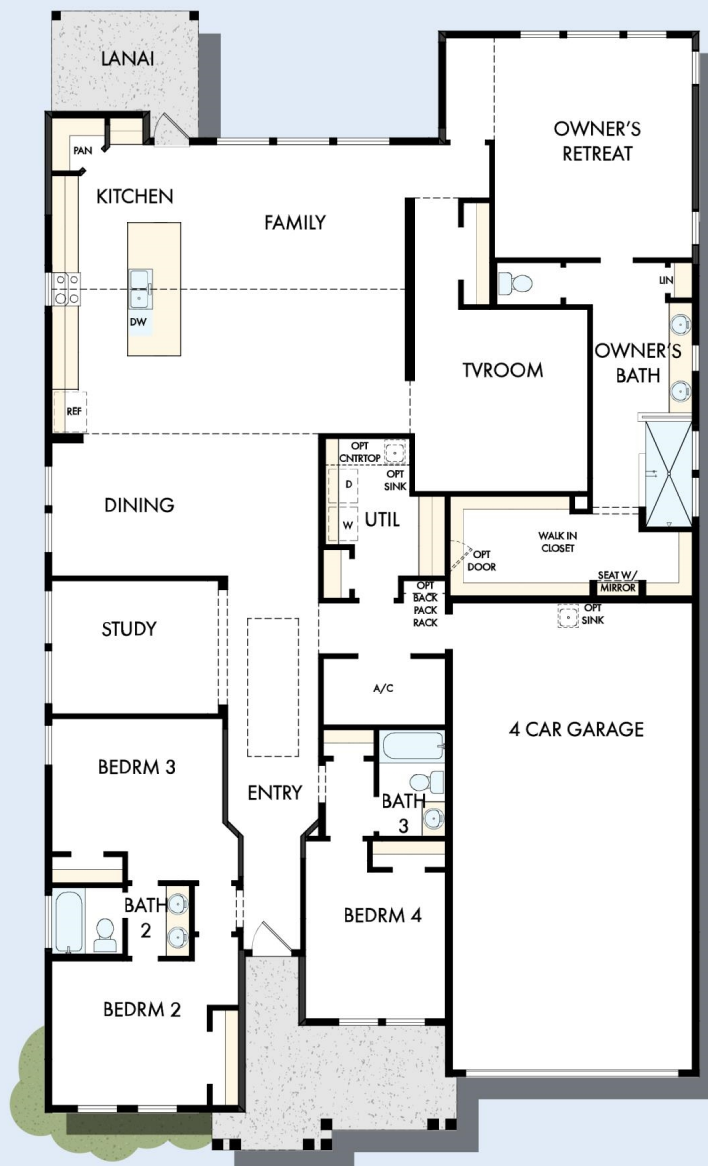 LANAI
OWNER'S
RETREAT
PAN
KITCHEN
FAMILY
LIN
DW
OWNER'S
BATH
TVROOM
REF
OPT
CNTRTOP
OPT
SINK
D
W
UTIL
DINING
WALK IN
CLOSET
OPT
DOOR
SEAT W/
MIRROR
OPT
BACK
PACK
RACK
OPT
SINK
STUDY
A/C
4 CAR GARAGE
BEDRM 3
ENTRY
BATH
3
BATH
2
BEDRM 4
BEDRM 2